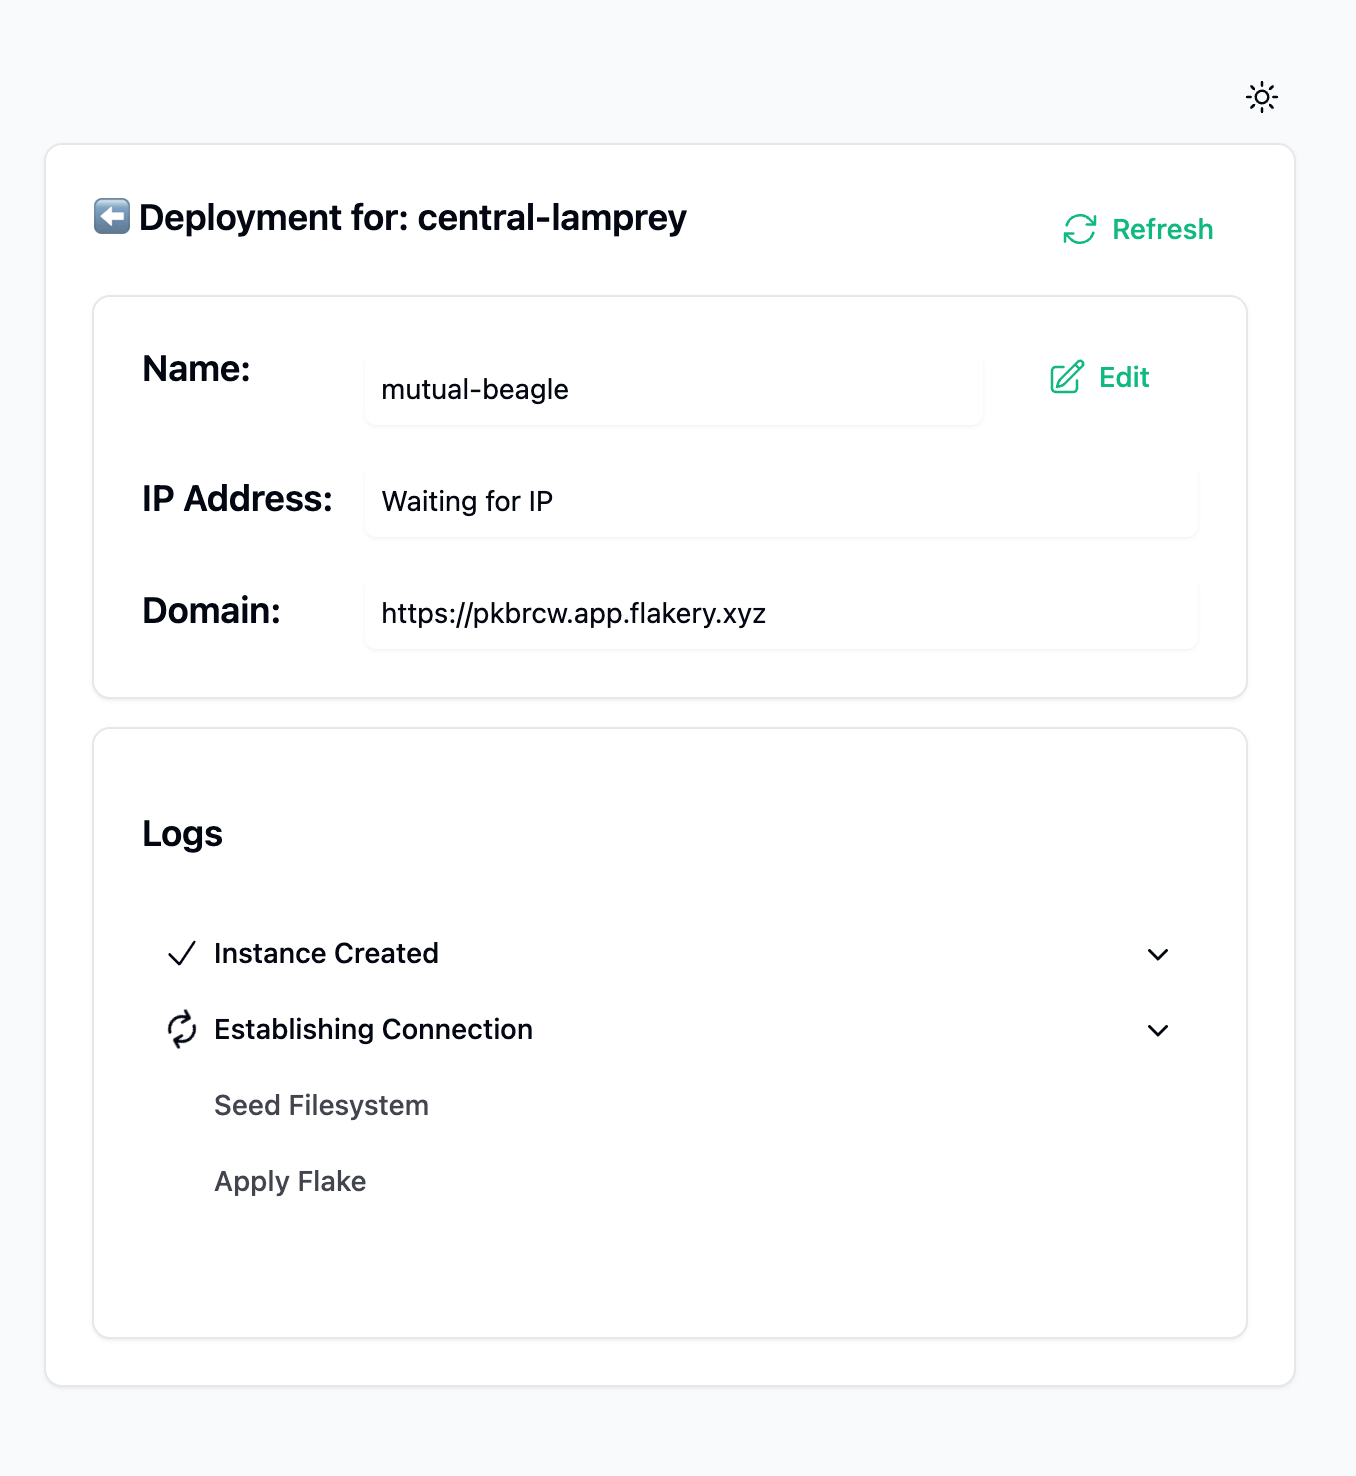 Deployment for: central-lamprey
Refresh
Name:
mutual-beagle
Edit
IP Address:
Waiting for IP
Domain:
https://pkbrcw.app.flakery.xyz
Logs
Instance Created
Establishing Connection
Seed Filesystem
Apply Flake